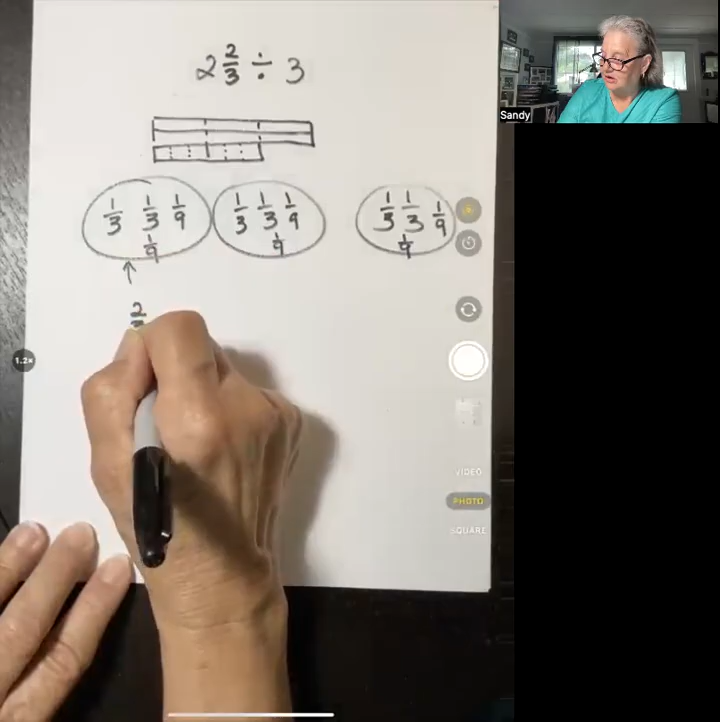 2 2/3 ÷ 3
1/3 1/3 1/9 1/3 1/3 1/9 1/3 1/3 1/9
1/9 1/9 1/9
↑
2
Sandy
1.2×
VIDEO
PHOTO
SQUARE